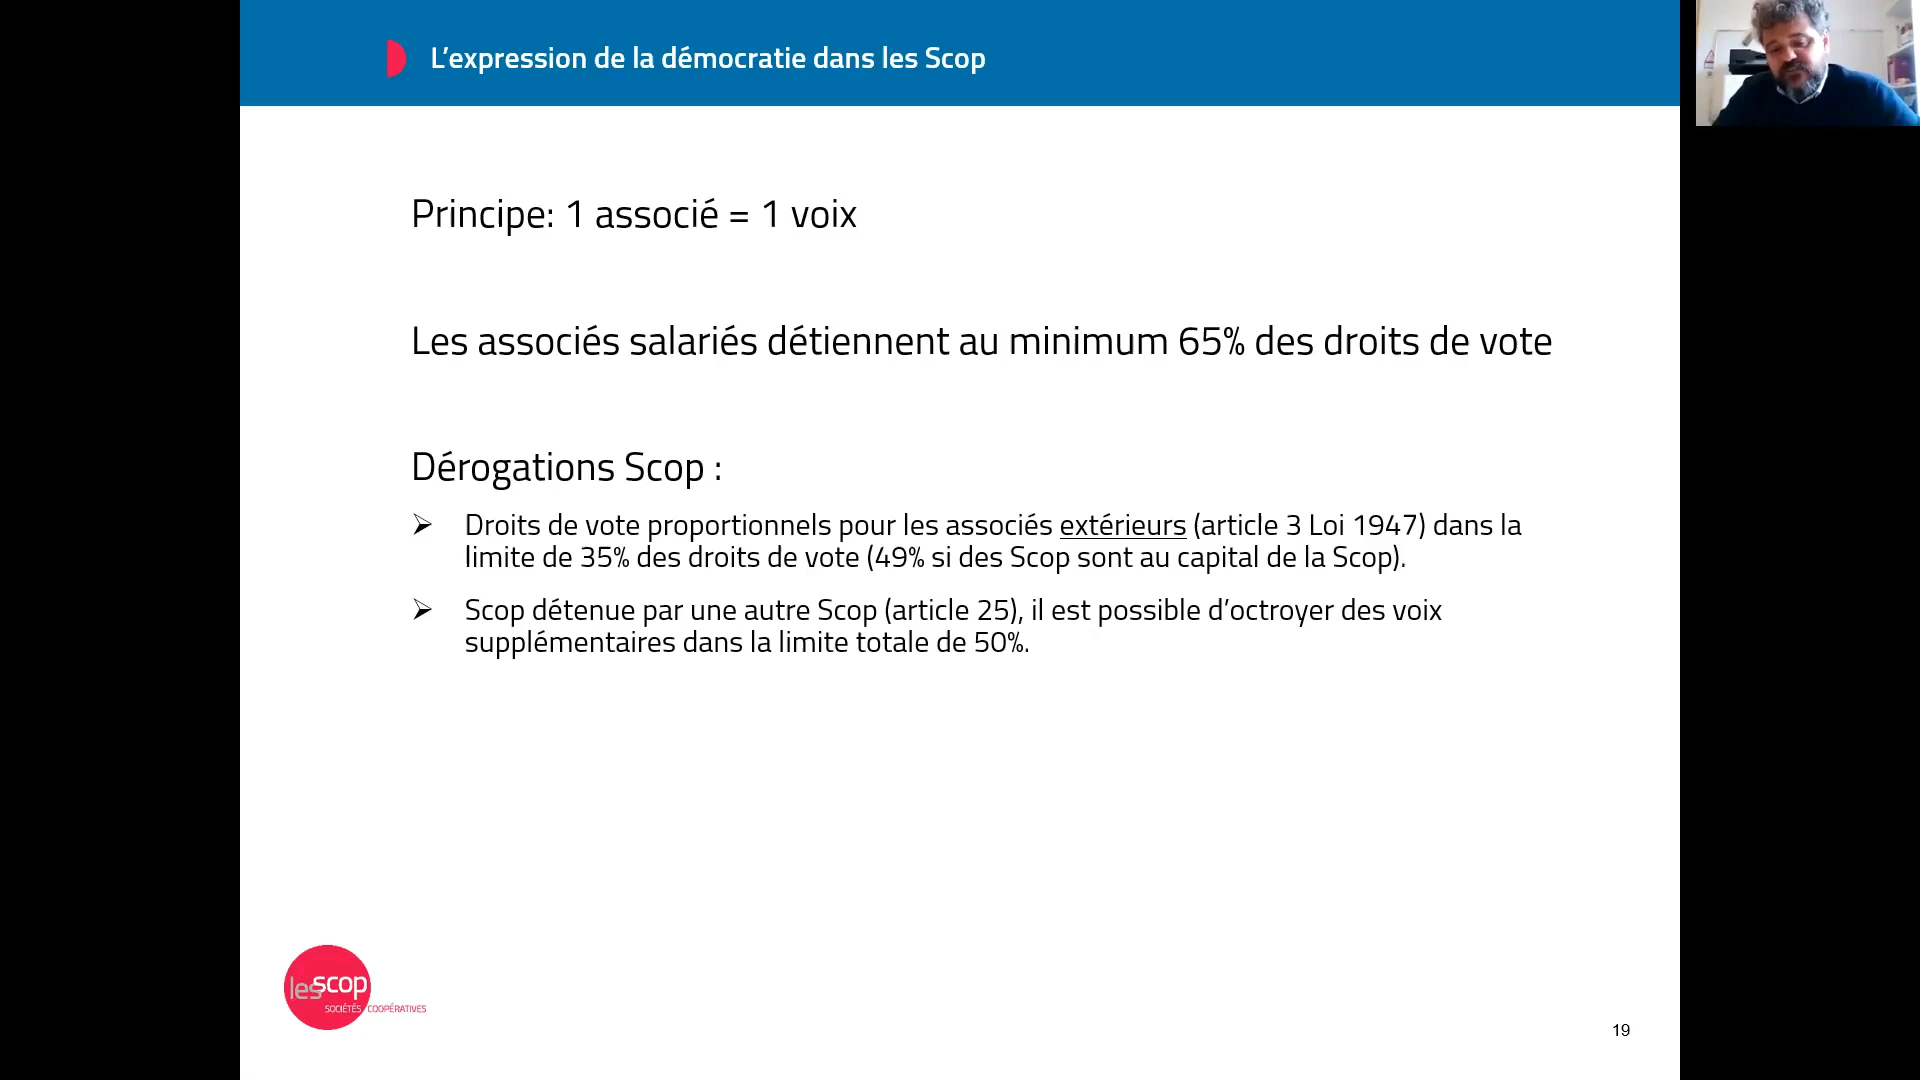 L’expression de la démocratie dans les Scop
Principe: 1 associé = 1 voix
Les associés salariés détiennent au minimum 65% des droits de vote
Dérogations Scop :
Droits de vote proportionnels pour les associés extérieurs (article 3 Loi 1947) dans la
limite de 35% des droits de vote (49% si des Scop sont au capital de la Scop).
Scop détenue par une autre Scop (article 25), il est possible d’octroyer des voix
supplémentaires dans la limite totale de 50%.
les scop
SOCIÉTÉS COOPÉRATIVES
19